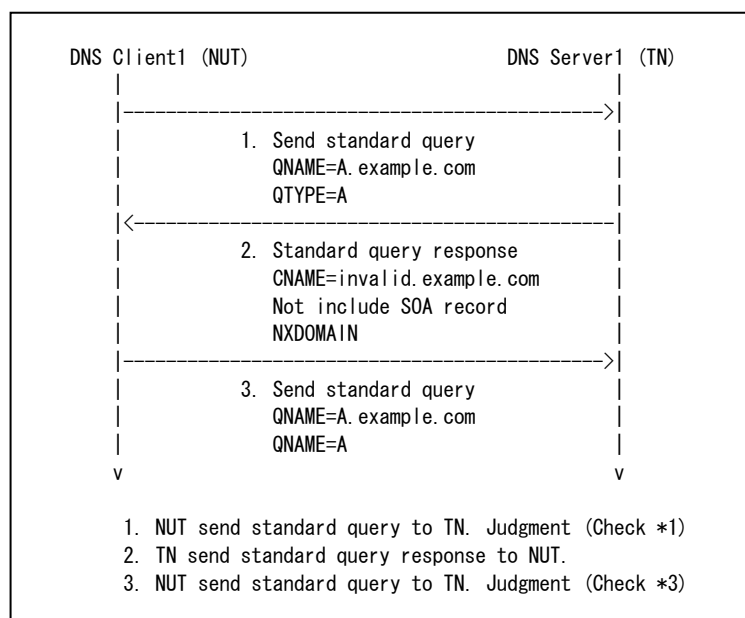 DNS Client1 (NUT) DNS Server1 (TN)
1. Send standard query
QNAME=A.example.com
QTYPE=A
2. Standard query response
CNAME=invalid.example.com
Not include SOA record
NXDOMAIN
3. Send standard query
QNAME=A.example.com
QNAME=A
v v
1. NUT send standard query to TN. Judgment (Check *1)
2. TN send standard query response to NUT.
3. NUT send standard query to TN. Judgment (Check *3)